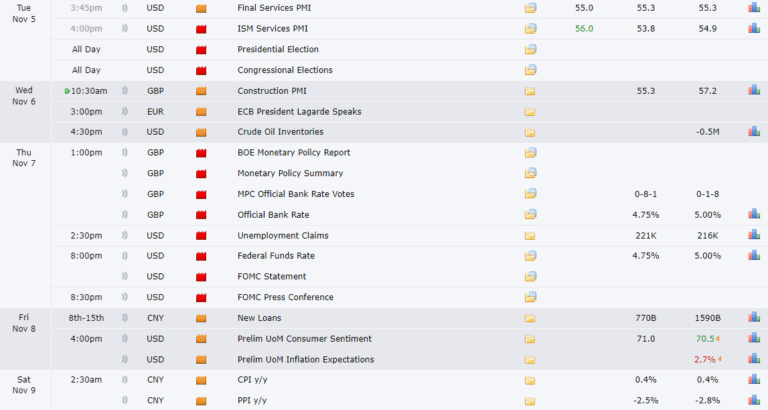 Tue Nov 5 3:45pm USD Final Services PMI 55.0 55.3 55.3
4:00pm USD ISM Services PMI 56.0 53.8 54.9
All Day USD Presidential Election
All Day USD Congressional Elections
Wed Nov 6 10:30am GBP Construction PMI 55.3 57.2
3:00pm EUR ECB President Lagarde Speaks
4:30pm USD Crude Oil Inventories -0.5M
Thu Nov 7 1:00pm GBP BOE Monetary Policy Report
GBP Monetary Policy Summary
GBP MPC Official Bank Rate Votes 0-8-1 0-1-8
GBP Official Bank Rate 4.75% 5.00%
2:30pm USD Unemployment Claims 221K 216K
8:00pm USD Federal Funds Rate 4.75% 5.00%
USD FOMC Statement
8:30pm USD FOMC Press Conference
Fri Nov 8 8th-15th CNY New Loans 770B 1590B
4:00pm USD Prelim UoM Consumer Sentiment 71.0 70.5
USD Prelim UoM Inflation Expectations 2.7%
Sat Nov 9 2:30am CNY CPI y/y 0.4% 0.4%
CNY PPI y/y -2.5% -2.8%